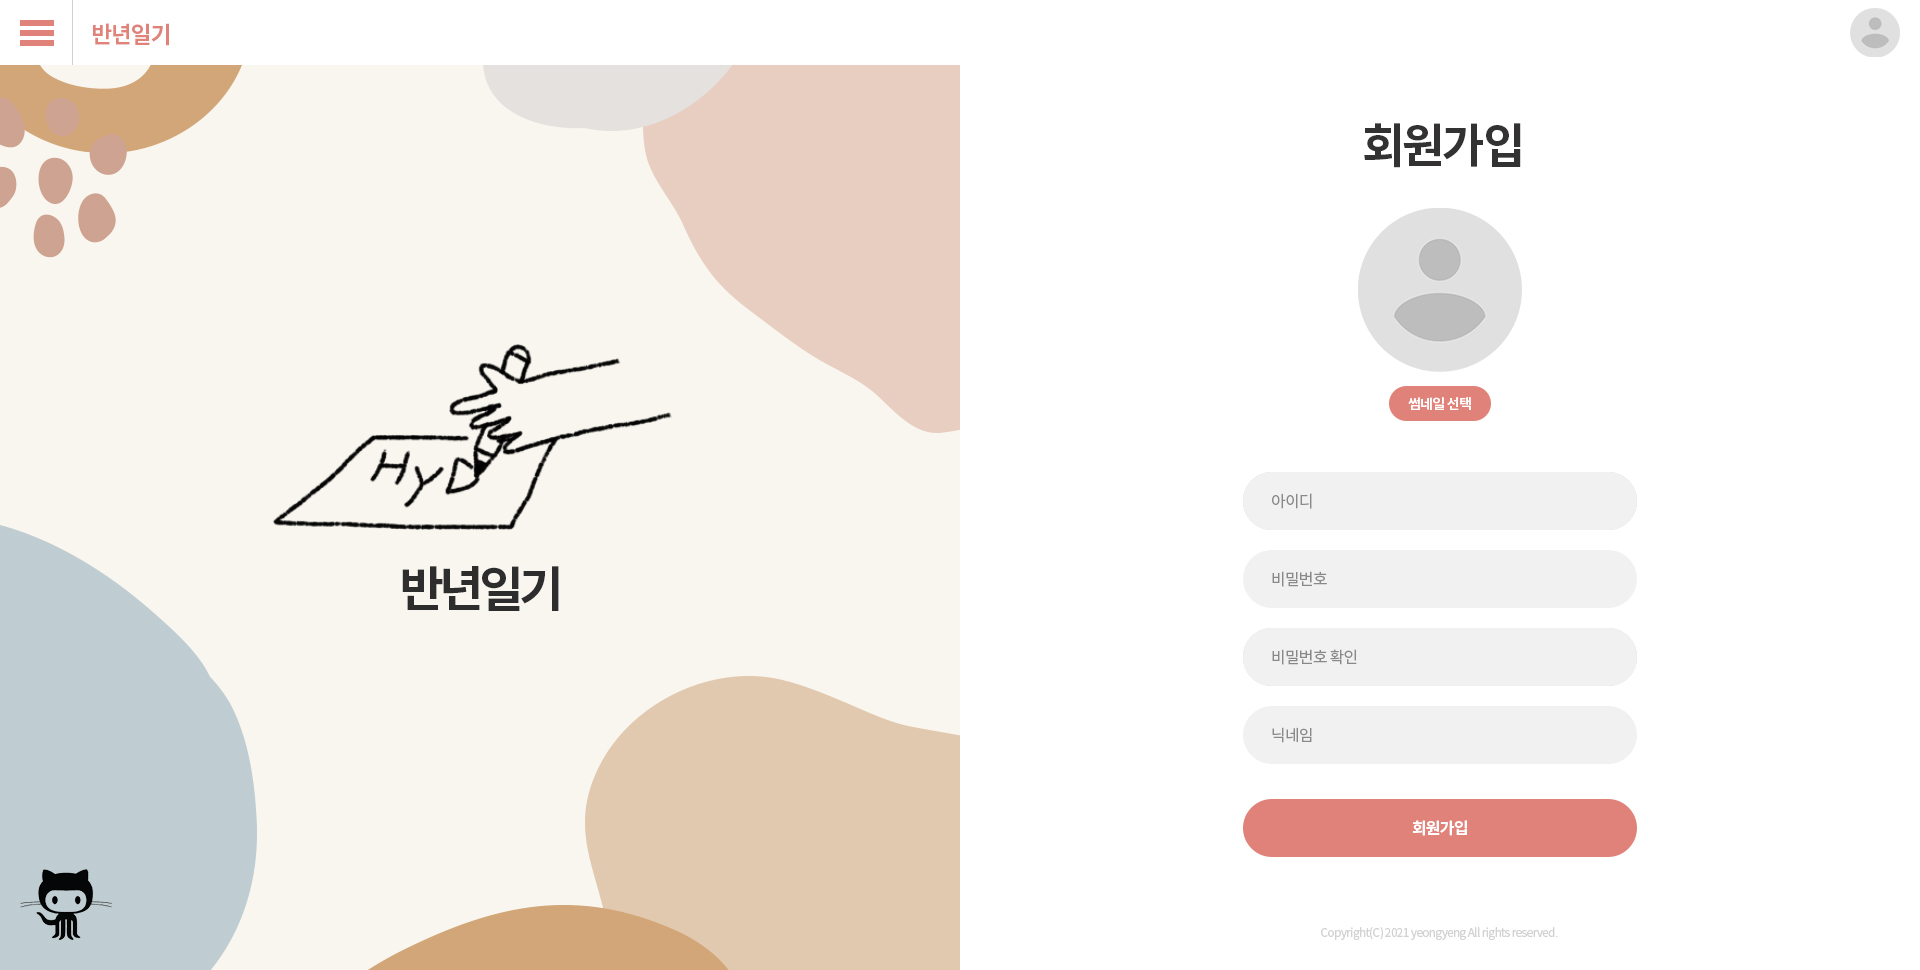 반년일기
HYD
반년일기
회원가입
썸네일 선택
아이디
비밀번호
비밀번호 확인
닉네임
회원가입
Copyright(C) 2021 yeongyeng All rights reserved.